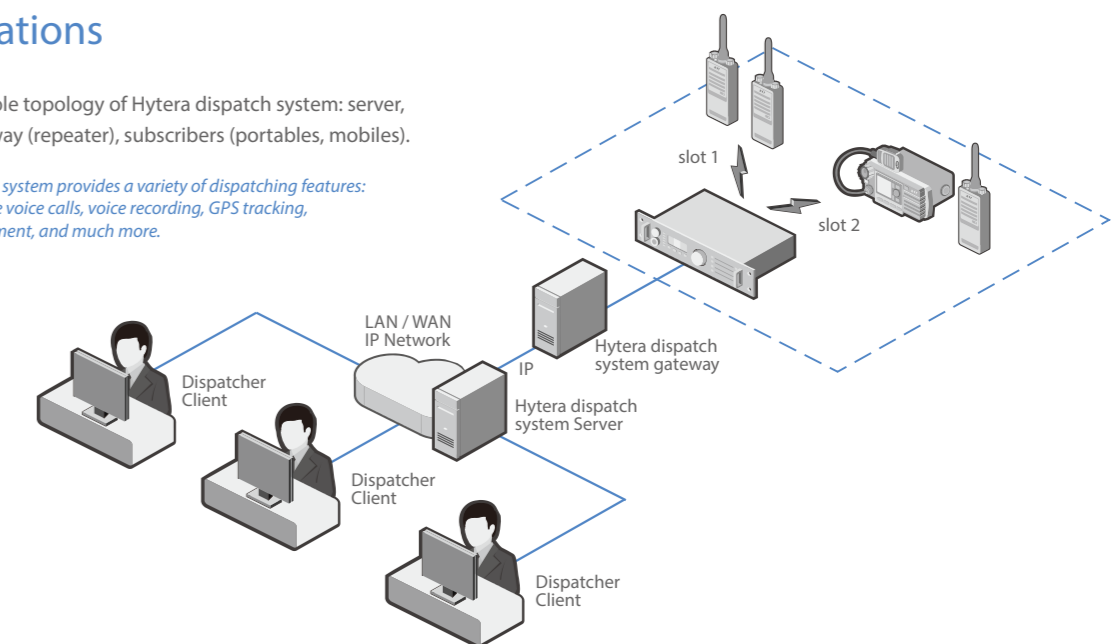 ations
ple topology of Hytera dispatch system: server,
way (repeater), subscribers (portables, mobiles).
system provides a variety of dispatching features:
e voice calls, voice recording, GPS tracking,
ment, and much more.
slot 1
slot 2
LAN / WAN
IP Network
IP
Hytera dispatch
system gateway
Dispatcher
Client
Hytera dispatch
system Server
Dispatcher
Client
Dispatcher
Client